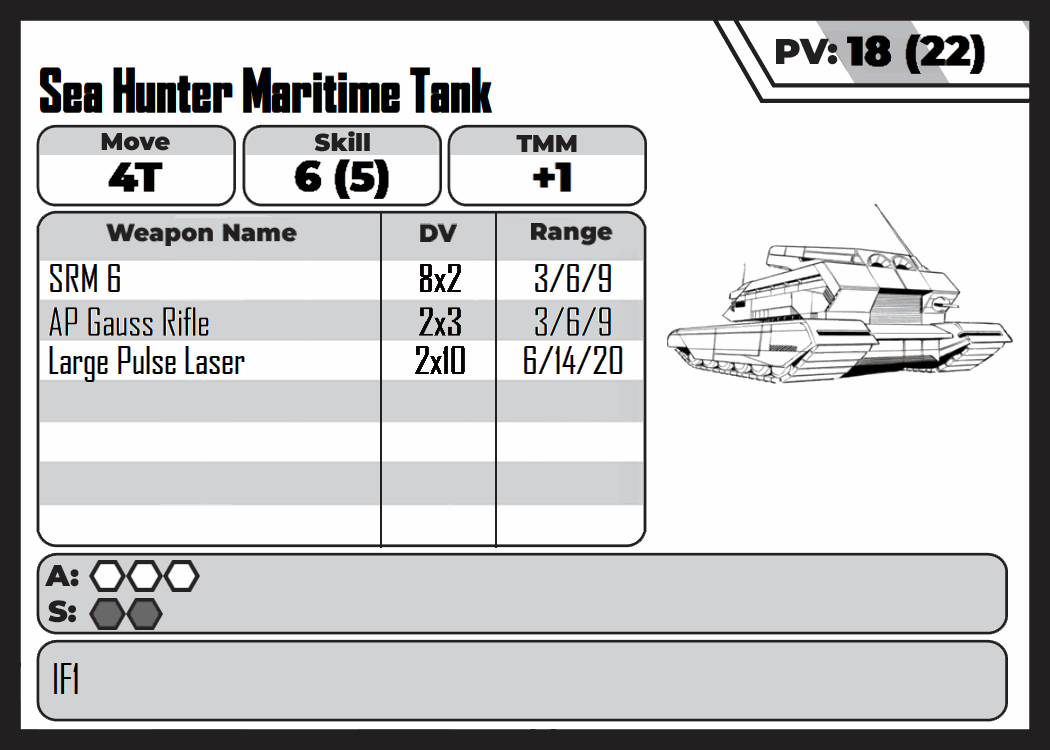 PV: 18 (22)
Sea Hunter Maritime Tank
Move Skill TMM
4T 6 (5) +1
Weapon Name DV Range
SRM 6 8x2 3/6/9
AP Gauss Rifle 2x3 3/6/9
Large Pulse Laser 2x10 6/14/20
A:
S:
IF1